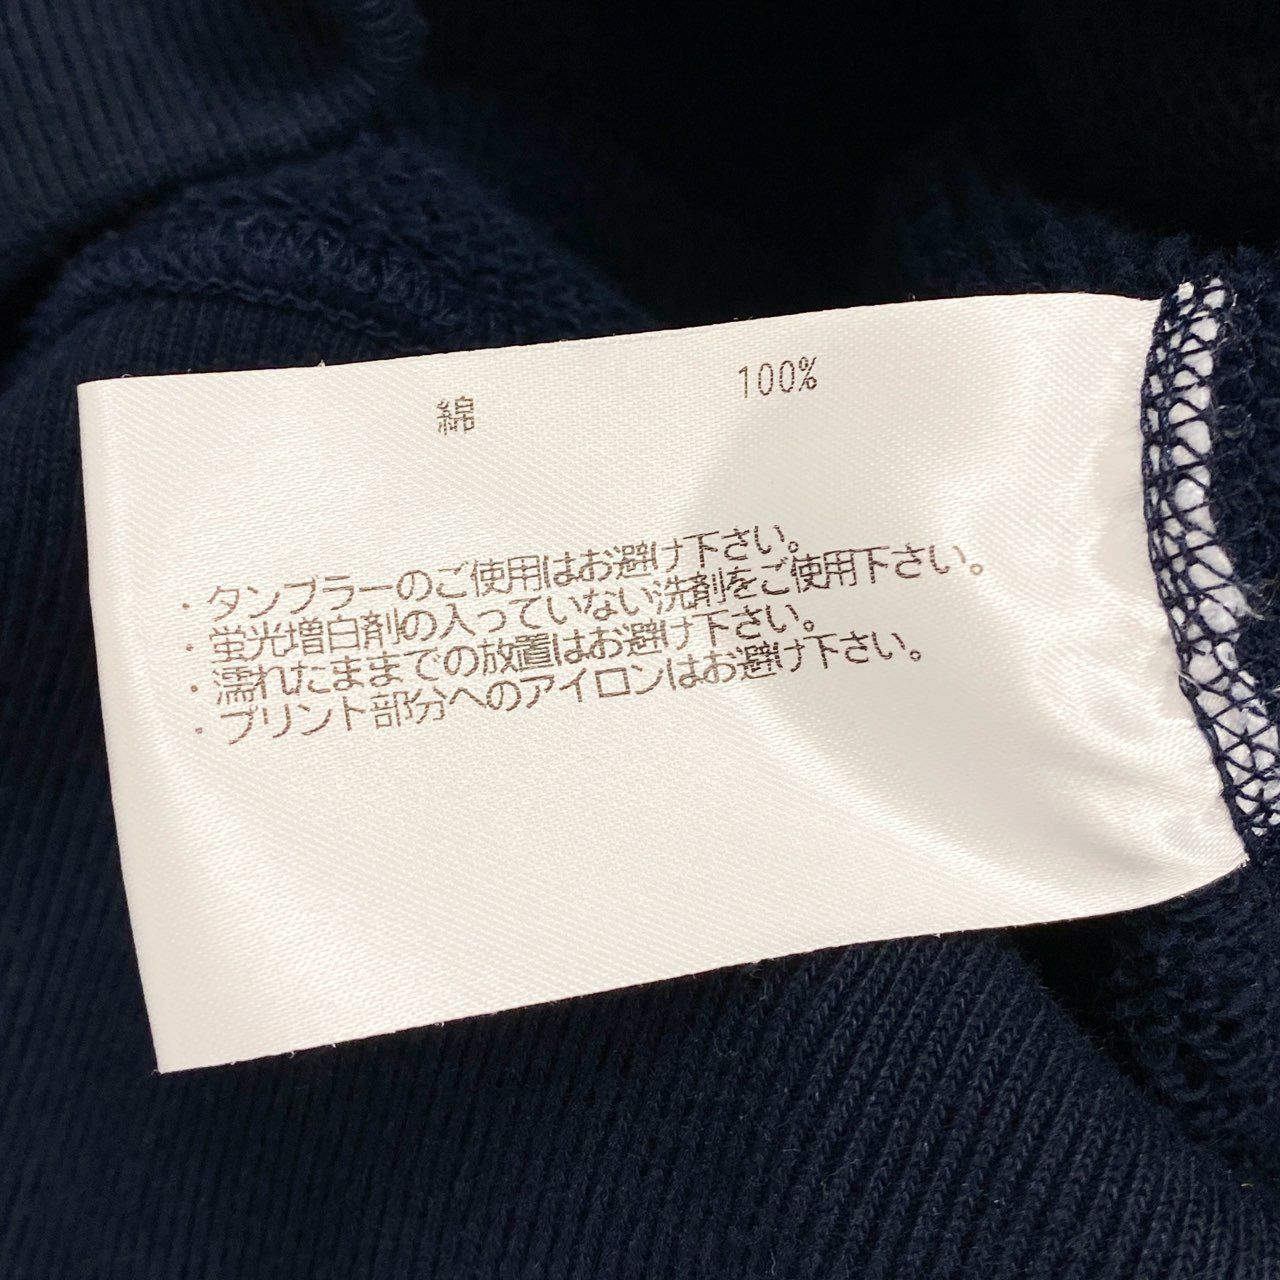 綿 100%
・タンブラーのご使用はお避け下さい。
・蛍光増白剤の入っていない洗剤をご使用下さい。
・濡れたままでの放置はお避け下さい。
・プリント部分へのアイロンはお避け下さい。